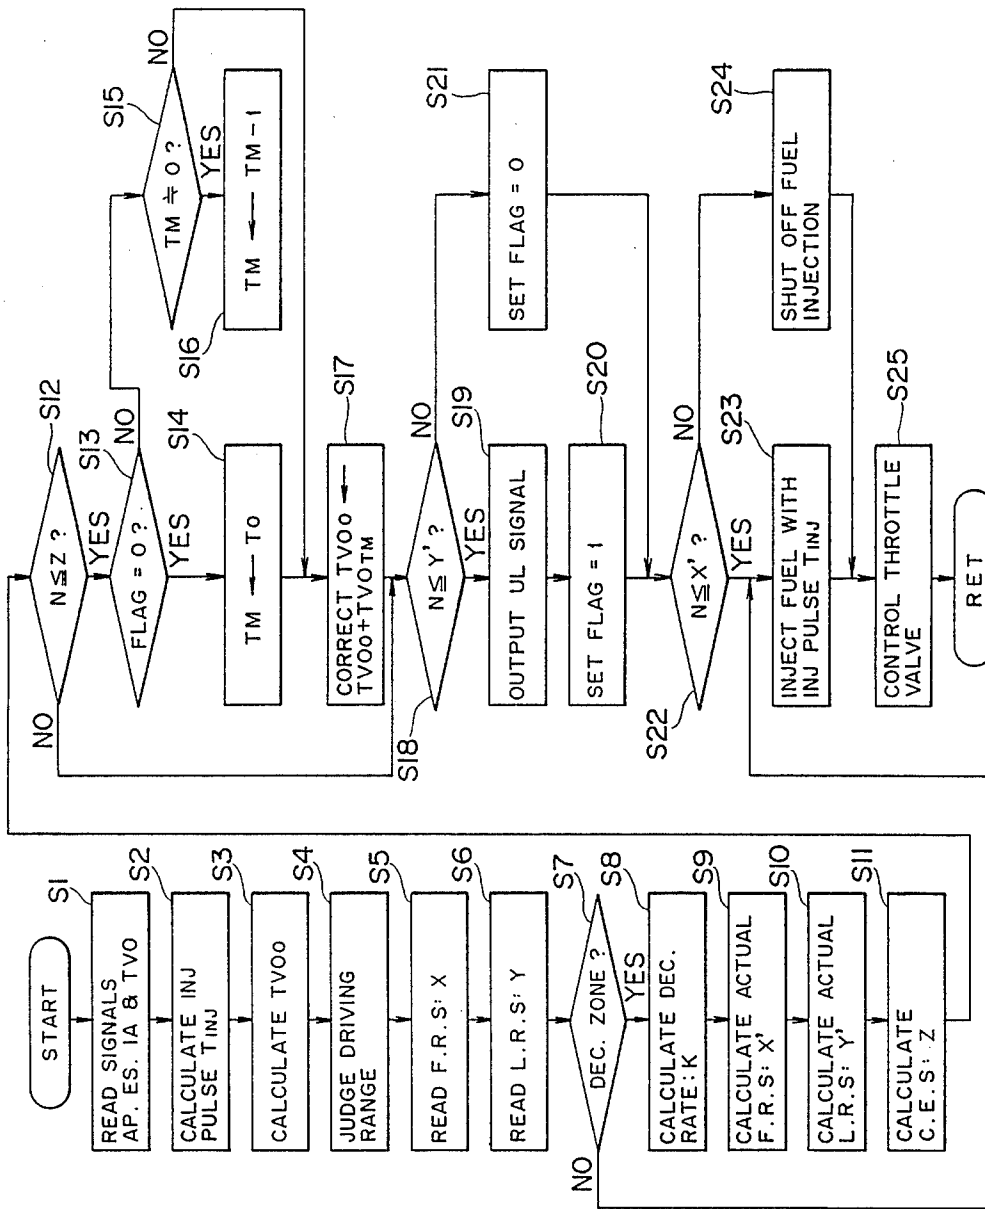 START
S1
READ SIGNALS
AP. ES. IA & TVO
S2
CALCULATE INJ
PULSE TINJ
S3
CALCULATE TVOO
S4
JUDGE DRIVING
RANGE
S5
READ F.R.S: X
S6
READ L.R.S: Y
S7
DEC. ZONE ?
YES
NO
S8
CALCULATE DEC.
RATE : K
S9
CALCULATE ACTUAL
F.R.S: X'
S10
CALCULATE ACTUAL
L.R.S: Y'
S11
CALCULATE
C.E.S: Z
S12
N≦Z ?
YES
NO
S13
FLAG = 0 ?
NO
YES
S14
TM ← TO
S15
TM ≒ 0 ?
NO
YES
S16
TM ← TM-1
S17
CORRECT TVOO ←
TVOO+TVOTM
S18
N≦Y' ?
NO
YES
S19
OUTPUT UL SIGNAL
S20
SET FLAG = 1
S21
SET FLAG = 0
S22
N≦X' ?
NO
YES
S23
INJECT FUEL WITH
INJ PULSE TINJ
S24
SHUT OFF FUEL
INJECTION
S25
CONTROL THROTTLE
VALVE
RET